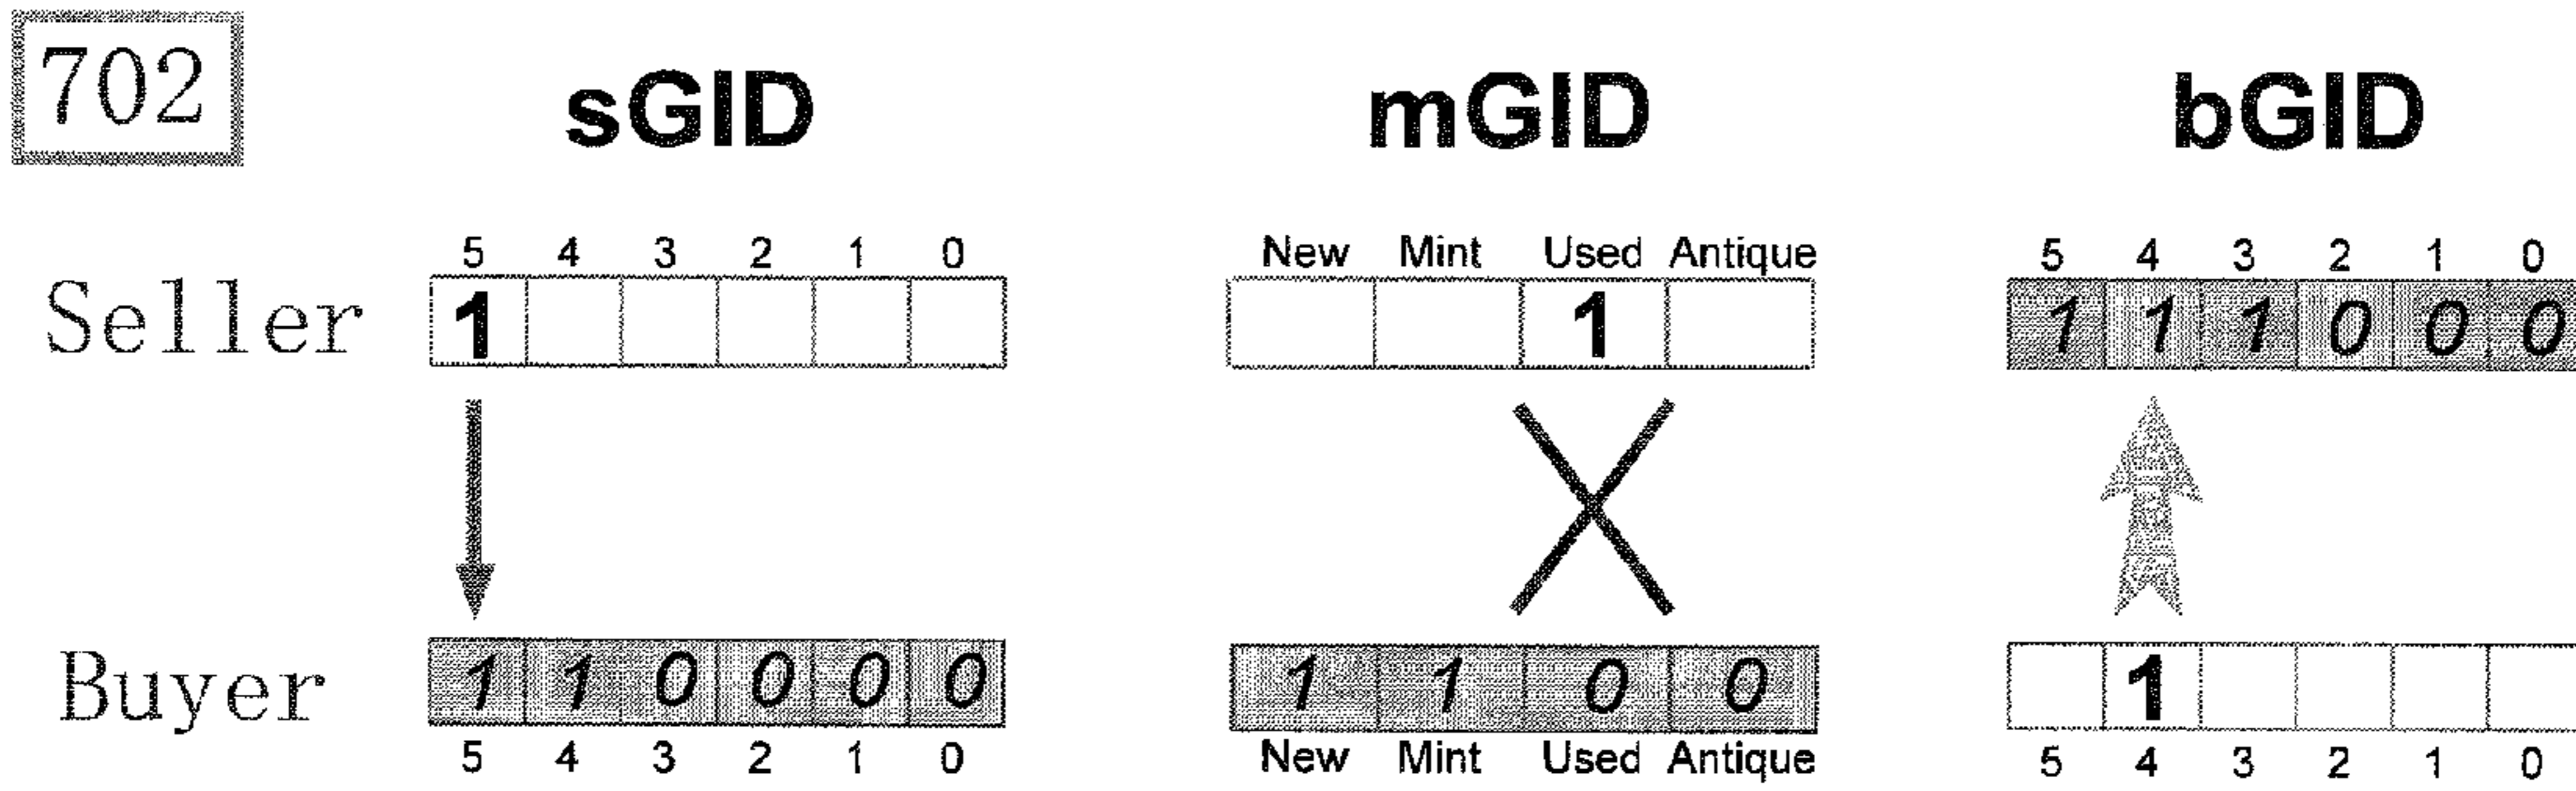 702
sGID mGID bGID
5 4 3 2 1 0 New Mint Used Antique 5 4 3 2 1 0
Seller 1 1 1 1 1 0 0 0
Buyer 1 1 0 0 0 0 1 1 0 0 1
5 4 3 2 1 0 New Mint Used Antique 5 4 3 2 1 0